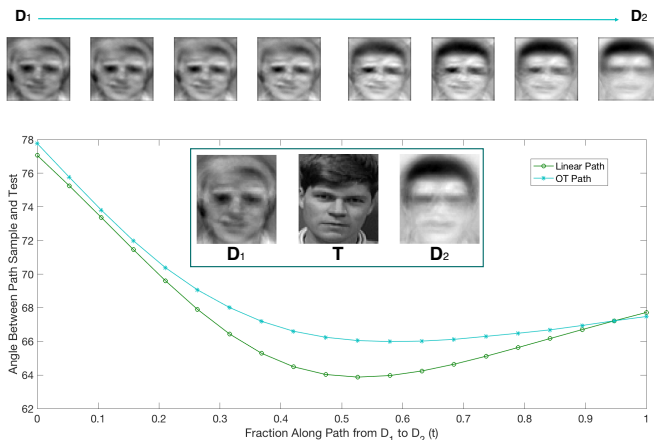 D1 D2
78
76
74
72
70
68
66
64
62
Angle Between Path Sample and Test
Linear Path
OT Path
D1 T D2
0 0.1 0.2 0.3 0.4 0.5 0.6 0.7 0.8 0.9 1
Fraction Along Path from D1 to D2 (t)